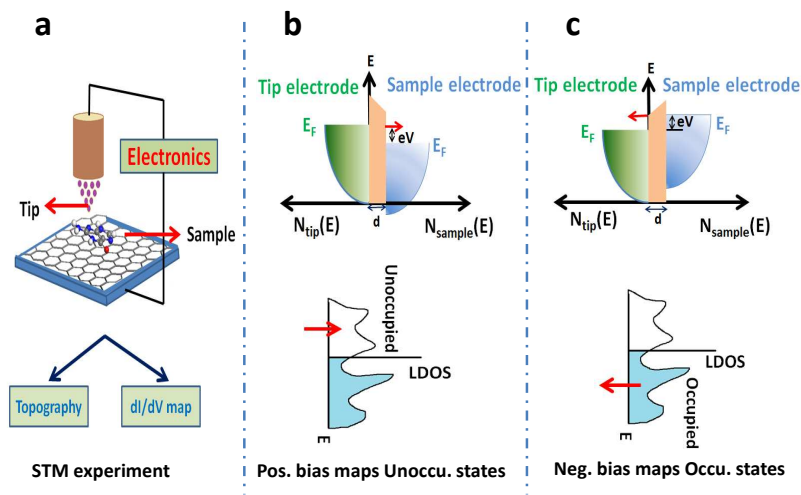 a
Electronics
Tip
Sample
Topography
dI/dV map
STM experiment
b
E
Tip electrode
Sample electrode
E_F
eV
E_F
N_tip(E)
d
N_sample(E)
Unoccupied
LDOS
E
Pos. bias maps Unoccu. states
c
E
Tip electrode
Sample electrode
E_F
eV
E_F
N_tip(E)
d
N_sample(E)
LDOS
Occupied
E
Neg. bias maps Occu. states